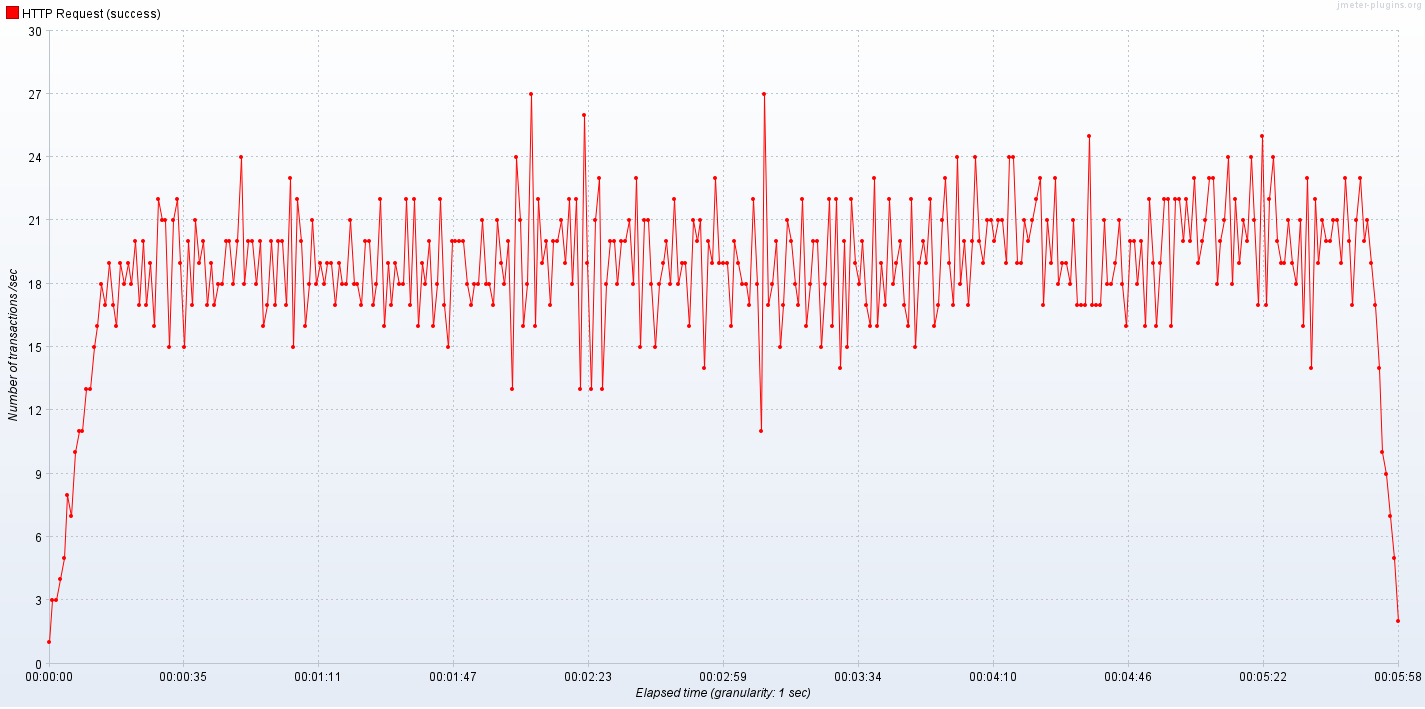 jmeter-plugins.org
HTTP Request (success)
30
27
24
21
18
15
12
9
6
3
0
Number of transactions /sec
00:00:00 00:00:35 00:01:11 00:01:47 00:02:23 00:02:59 00:03:34 00:04:10 00:04:46 00:05:22 00:05:58
Elapsed time (granularity: 1 sec)